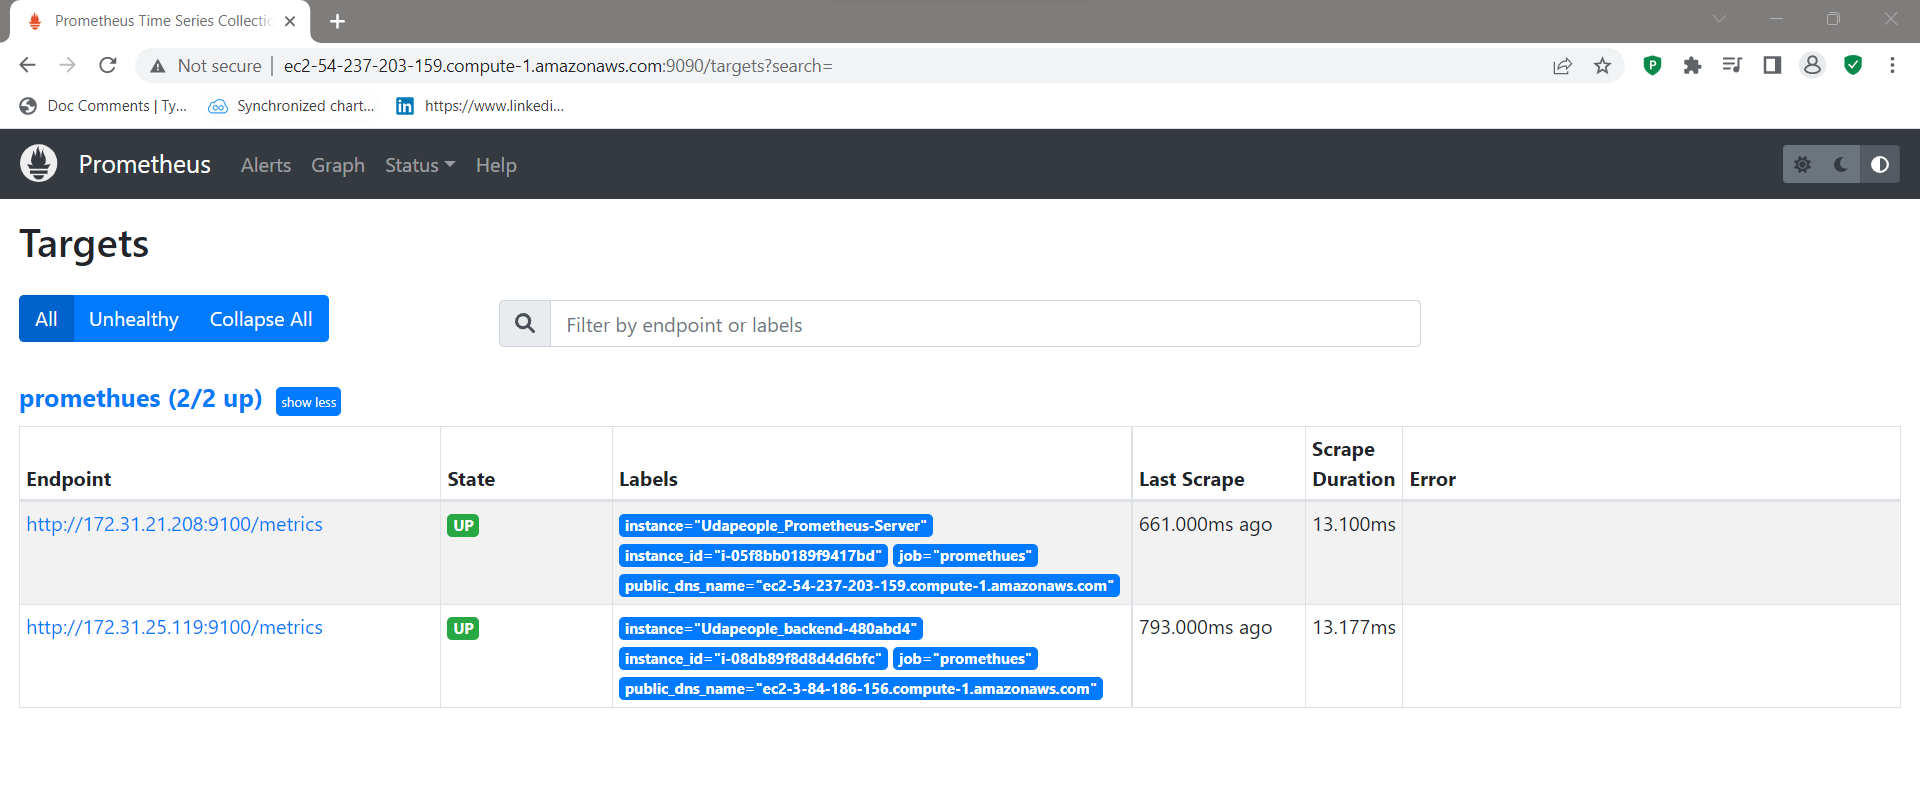 Prometheus Time Series Collectio
Not secure | ec2-54-237-203-159.compute-1.amazonaws.com:9090/targets?search=
Doc Comments | Ty... Synchronized chart... https://www.linkedi...
Prometheus Alerts Graph Status Help
Targets
All Unhealthy Collapse All Filter by endpoint or labels
promethues (2/2 up) show less
Endpoint State Labels Last Scrape Scrape Duration Error
http://172.31.21.208:9100/metrics UP instance="Udapeople_Prometheus-Server" 661.000ms ago 13.100ms
instance_id="i-05f8bb0189f9417bd" job="promethues"
public_dns_name="ec2-54-237-203-159.compute-1.amazonaws.com"
http://172.31.25.119:9100/metrics UP instance="Udapeople_backend-480abd4" 793.000ms ago 13.177ms
instance_id="i-08db89f8d8d4d6bfc" job="promethues"
public_dns_name="ec2-3-84-186-156.compute-1.amazonaws.com"